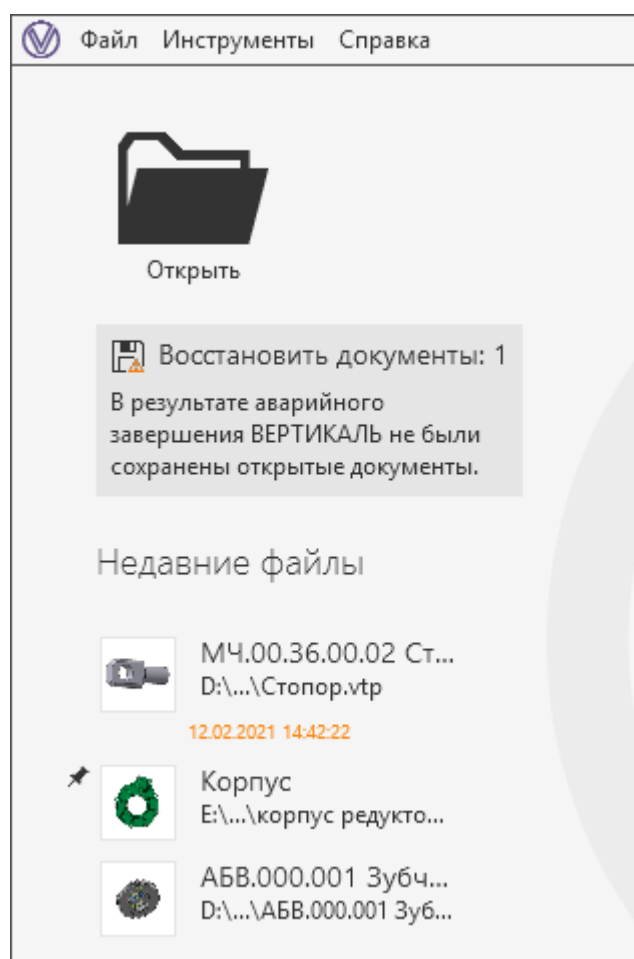 Файл Инструменты Справка
Открыть
Восстановить документы: 1
В результате аварийного
завершения ВЕРТИКАЛЬ не были
сохранены открытые документы.
Недавние файлы
МЧ.00.36.00.02 Ст...
D:\...\Стопор.vtp
12.02.2021 14:42:22
Корпус
E:\...\корпус редукто...
АБВ.000.001 Зубч...
D:\...\АБВ.000.001 Зуб...